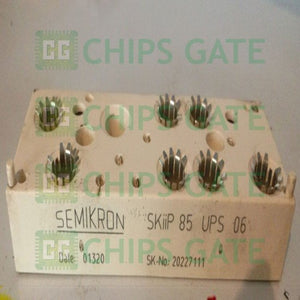 CHIPS GATE
CHIPS GATE
SEMIKRON SKiiP 85 UPS 06
Date: 01320 SK-No: 20227111
CHIPS GATE